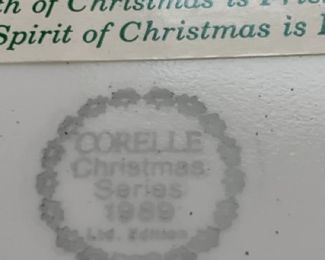 of Christmas is
Spirit of Christmas is
CORELLE
Christmas
Series
1989
Ltd. Edition